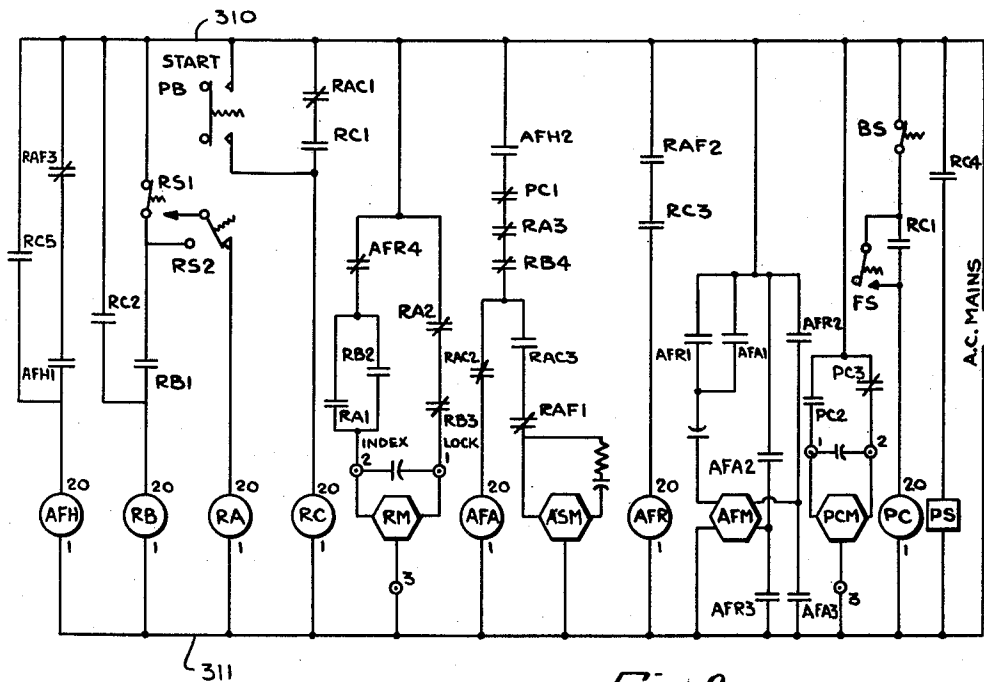 310
START
PB
RAC1
RC1
AFH2
RAF2
BS
RC4
RAF3
RS1
PC1
RC3
RC5
RS2
AFR4
RA3
RB4
RC1
FS
A.C. MAINS
RC2
RA2
RAC2
RAC3
AFR1
AFA1
AFR2
RB2
PC3
AFH1
RB1
RA1
RB3
RAF1
PC2
INDEX
LOCK
2
1
1
2
AFA2
20
20
20
20
20
20
20
AFH
RB
RA
RC
RM
AFA
ASM
AFR
AFM
PCM
PC
PS
1
1
1
1
1
1
1
3
3
AFR3
AFA3
311